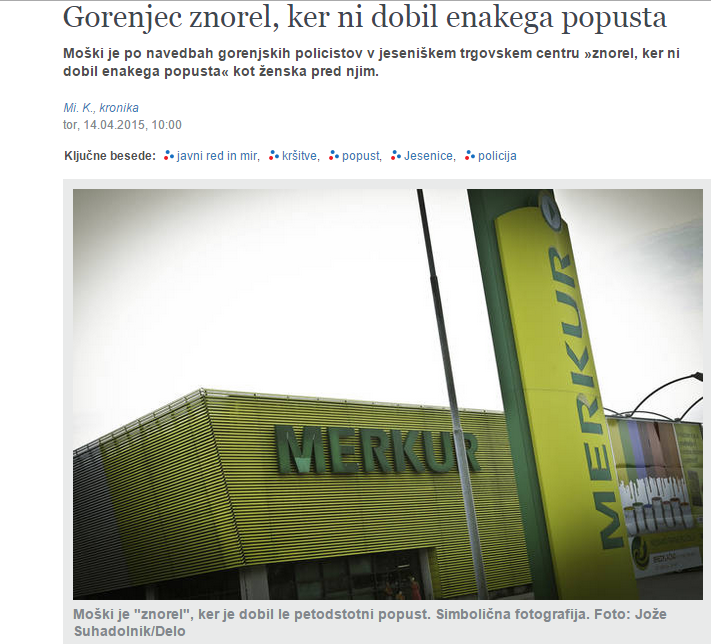 Gorenjec znorel, ker ni dobil enakega popusta
Moški je po navedbah gorenjskih policistov v jeseniškem trgovskem centru »znorel, ker ni
dobil enakega popusta« kot ženska pred njim.
Mi. K., kronika
tor, 14.04.2015, 10:00
Ključne besede: javni red in mir, kršitve, popust, Jesenice, policija
MERKUR
MERKUR
Moški je "znorel", ker je dobil le petodstotni popust. Simbolična fotografija. Foto: Jože
Suhadolnik/Delo